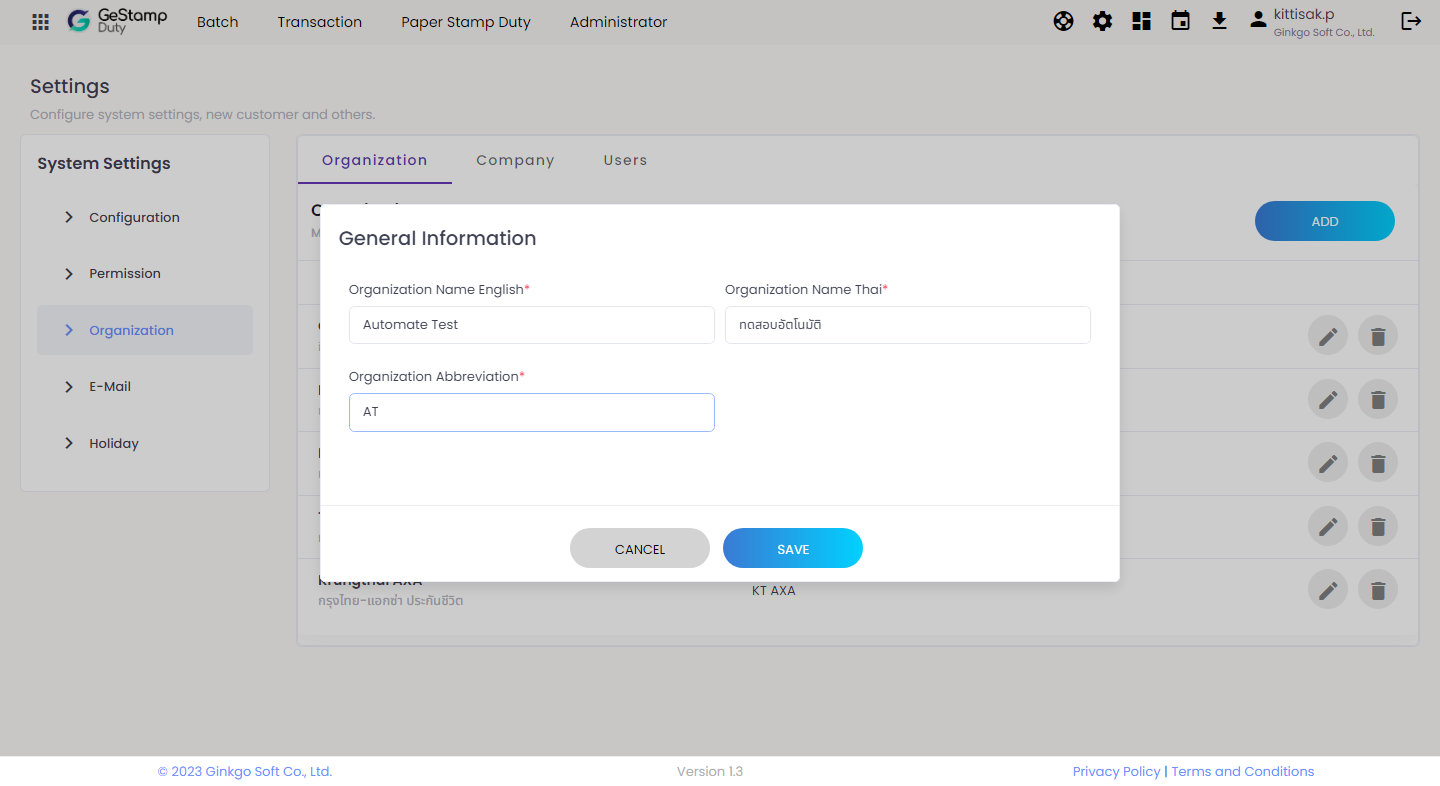 GeStamp
Duty
Batch
Transaction
Paper Stamp Duty
Administrator
kittisak.p
Ginkgo Soft Co., Ltd.
Settings
Configure system settings, new customer and others.
System Settings
Configuration
Permission
Organization
E-Mail
Holiday
Organization
Company
Users
ADD
General Information
Organization Name English*
Organization Name Thai*
Automate Test
ทดสอบอัตโนมัติ
Organization Abbreviation*
AT
CANCEL
SAVE
Krungthai AXA
กรุงไทย-แอกซ่า ประกันชีวิต
KT AXA
© 2023 Ginkgo Soft Co., Ltd.
Version 1.3
Privacy Policy | Terms and Conditions